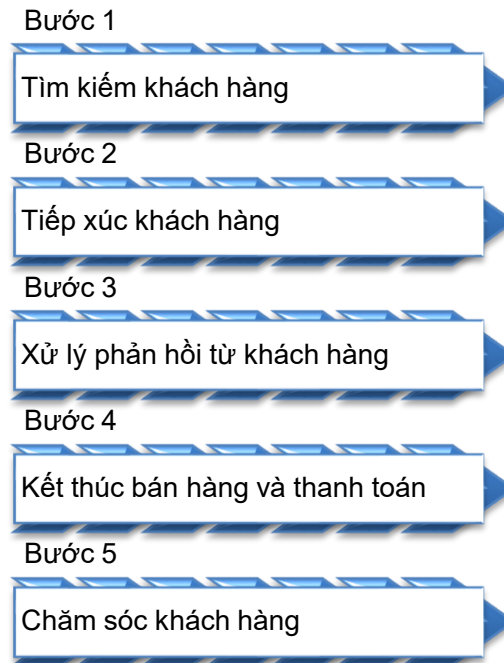 Bước 1
Tìm kiếm khách hàng
Bước 2
Tiếp xúc khách hàng
Bước 3
Xử lý phản hồi từ khách hàng
Bước 4
Kết thúc bán hàng và thanh toán
Bước 5
Chăm sóc khách hàng